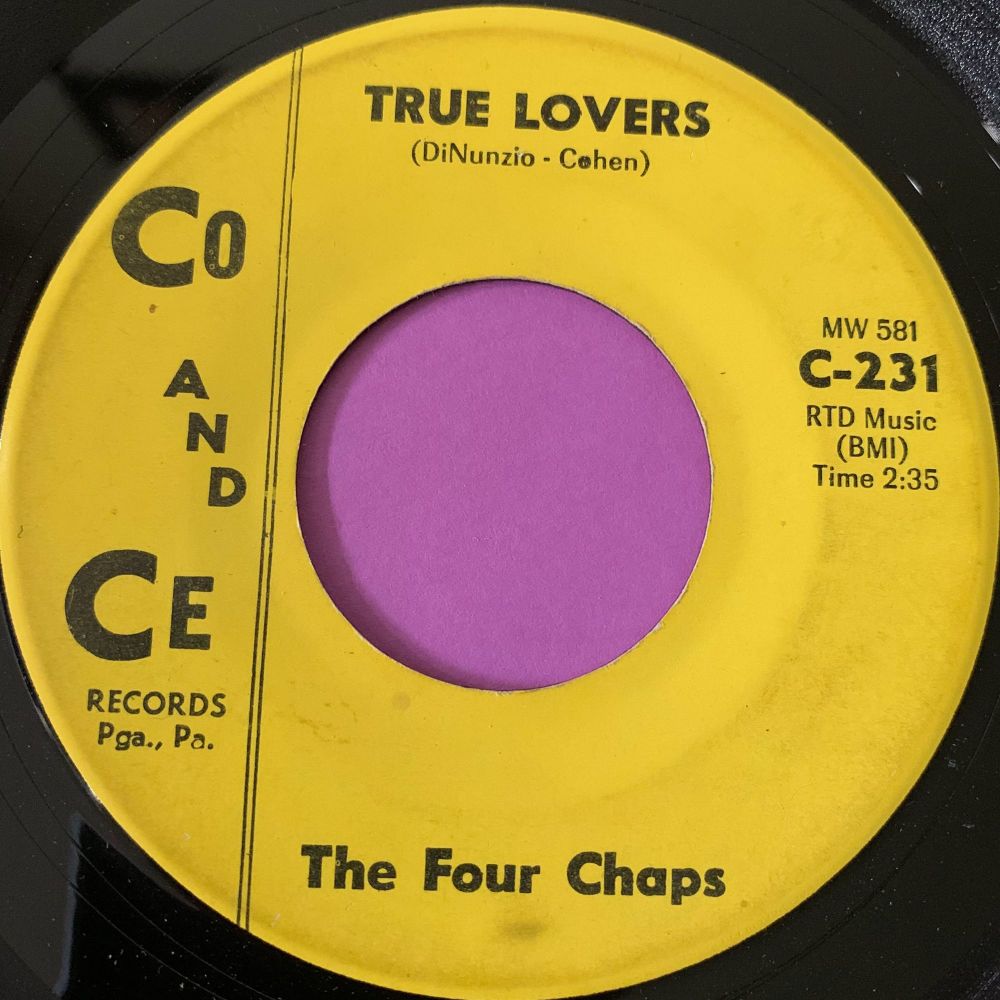 TRUE LOVERS
(DiNunzio - Cohen)
CO
AND
CE
RECORDS
Pga., Pa.
MW 581
C-231
RTD Music
(BMI)
Time 2:35
The Four Chaps